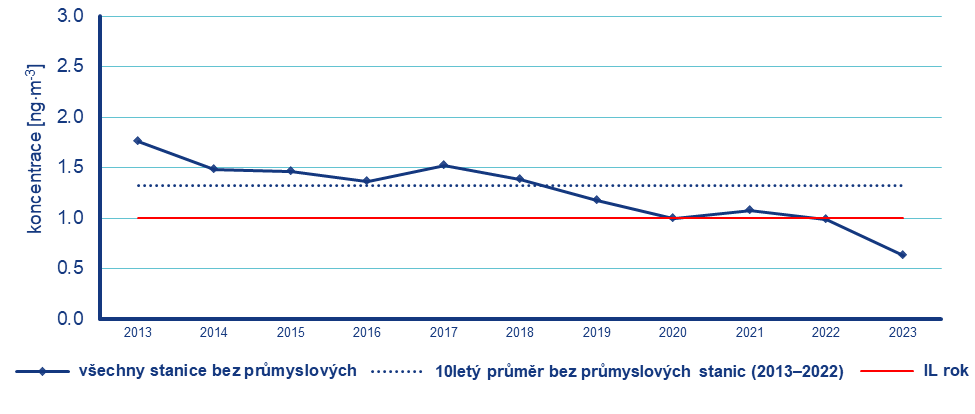 3.0
2.5
2.0
1.5
1.0
0.5
0.0
koncentrace [ng·m⁻³]
2013 2014 2015 2016 2017 2018 2019 2020 2021 2022 2023
všechny stanice bez průmyslových 10letý průměr bez průmyslových stanic (2013–2022) IL rok